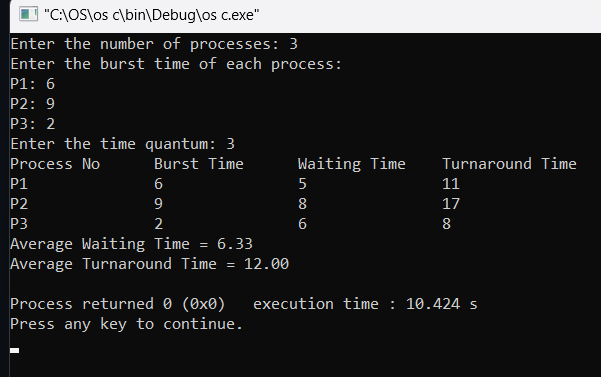 "C:\OS\os c\bin\Debug\os c.exe"
Enter the number of processes: 3
Enter the burst time of each process:
P1: 6
P2: 9
P3: 2
Enter the time quantum: 3
Process No Burst Time Waiting Time Turnaround Time
P1 6 5 11
P2 9 8 17
P3 2 6 8
Average Waiting Time = 6.33
Average Turnaround Time = 12.00
Process returned 0 (0x0) execution time : 10.424 s
Press any key to continue.